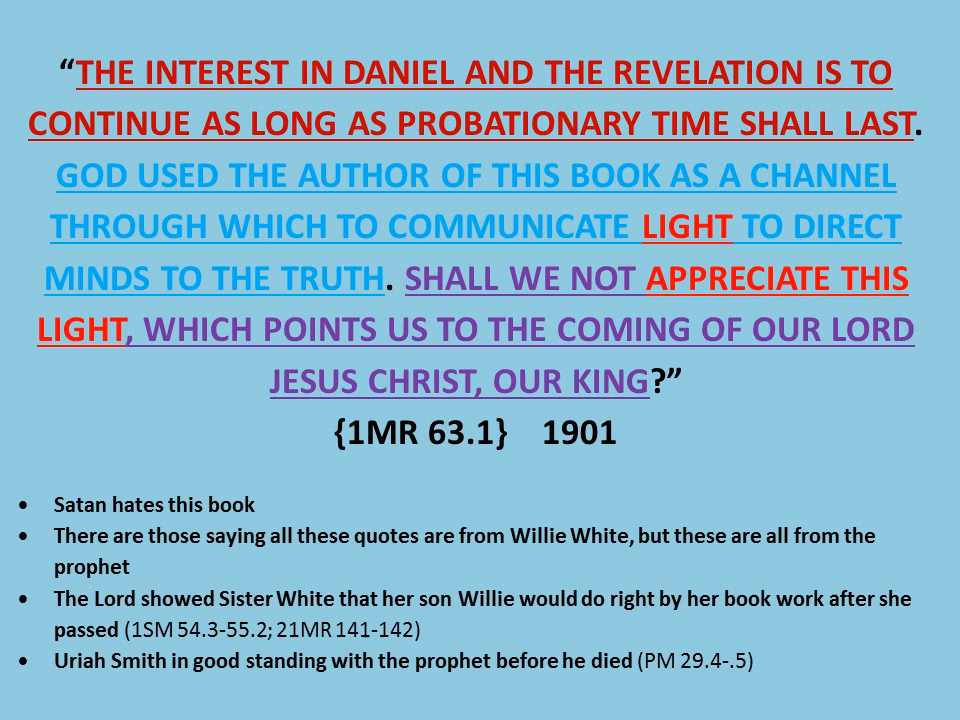 “THE INTEREST IN DANIEL AND THE REVELATION IS TO
CONTINUE AS LONG AS PROBATIONARY TIME SHALL LAST.
GOD USED THE AUTHOR OF THIS BOOK AS A CHANNEL
THROUGH WHICH TO COMMUNICATE LIGHT TO DIRECT
MINDS TO THE TRUTH. SHALL WE NOT APPRECIATE THIS
LIGHT, WHICH POINTS US TO THE COMING OF OUR LORD
JESUS CHRIST, OUR KING?”
{1MR 63.1} 1901
• Satan hates this book
• There are those saying all these quotes are from Willie White, but these are all from the
prophet
• The Lord showed Sister White that her son Willie would do right by her book work after she
passed (1SM 54.3-55.2; 21MR 141-142)
• Uriah Smith in good standing with the prophet before he died (PM 29.4-.5)